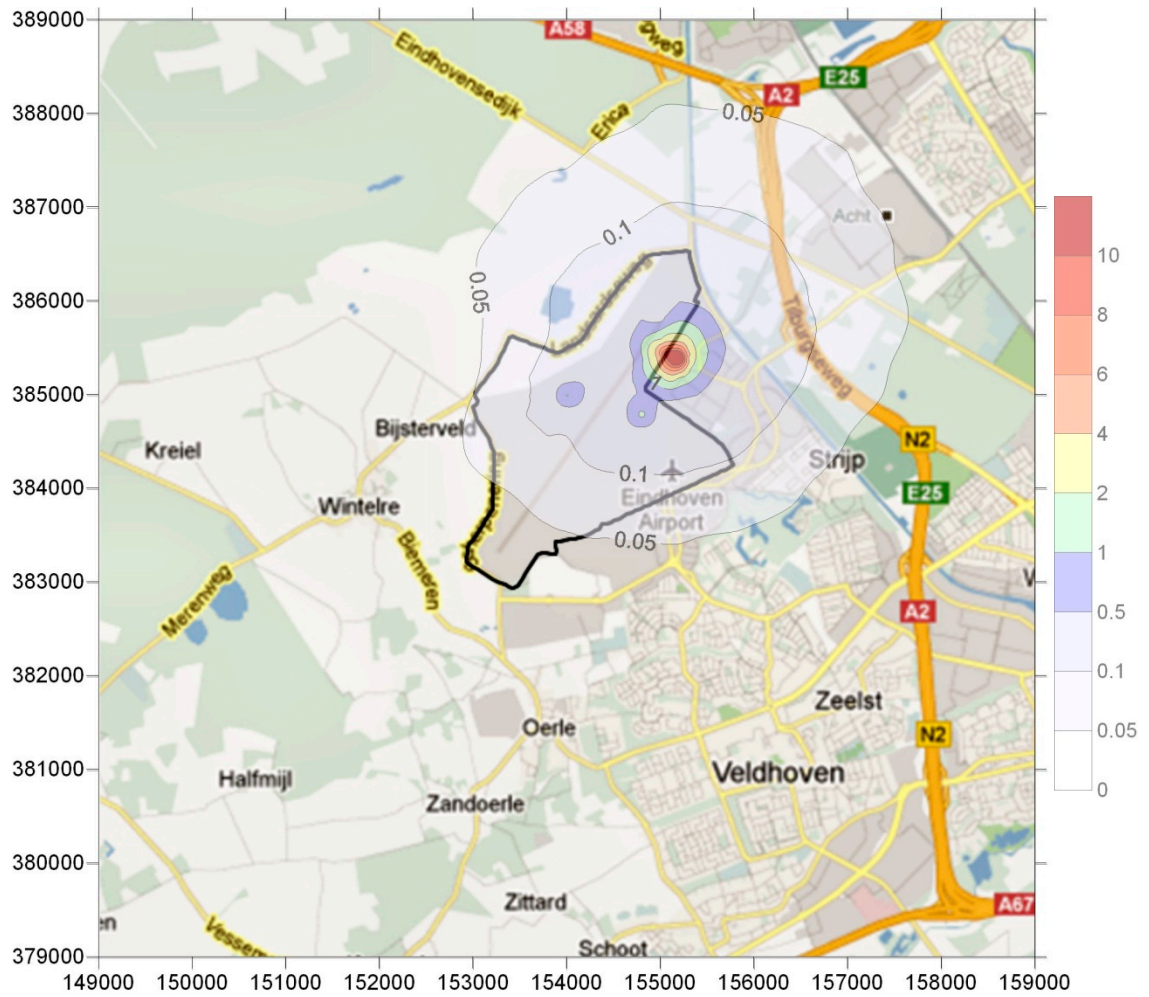 389000
388000
387000
386000
385000
384000
383000
382000
381000
380000
379000
149000 150000 151000 152000 153000 154000 155000 156000 157000 158000 159000
A58
E25
A2
Eindhovensedijk
Erica
0.05
Acht
0.1
0.05
Tilburgseweg
1
Bijsterveld
Kreiel
N2
Strijp
0.1
E25
Wintelre
Eindhoven
Airport
0.05
Biemeren
Merenweg
A2
Zeelst
Oerle
N2
Halfmijl
Veldhoven
Zandoerle
Zittard
A67
Schoot
Vessem
10
8
6
4
2
1
0.5
0.1
0.05
0